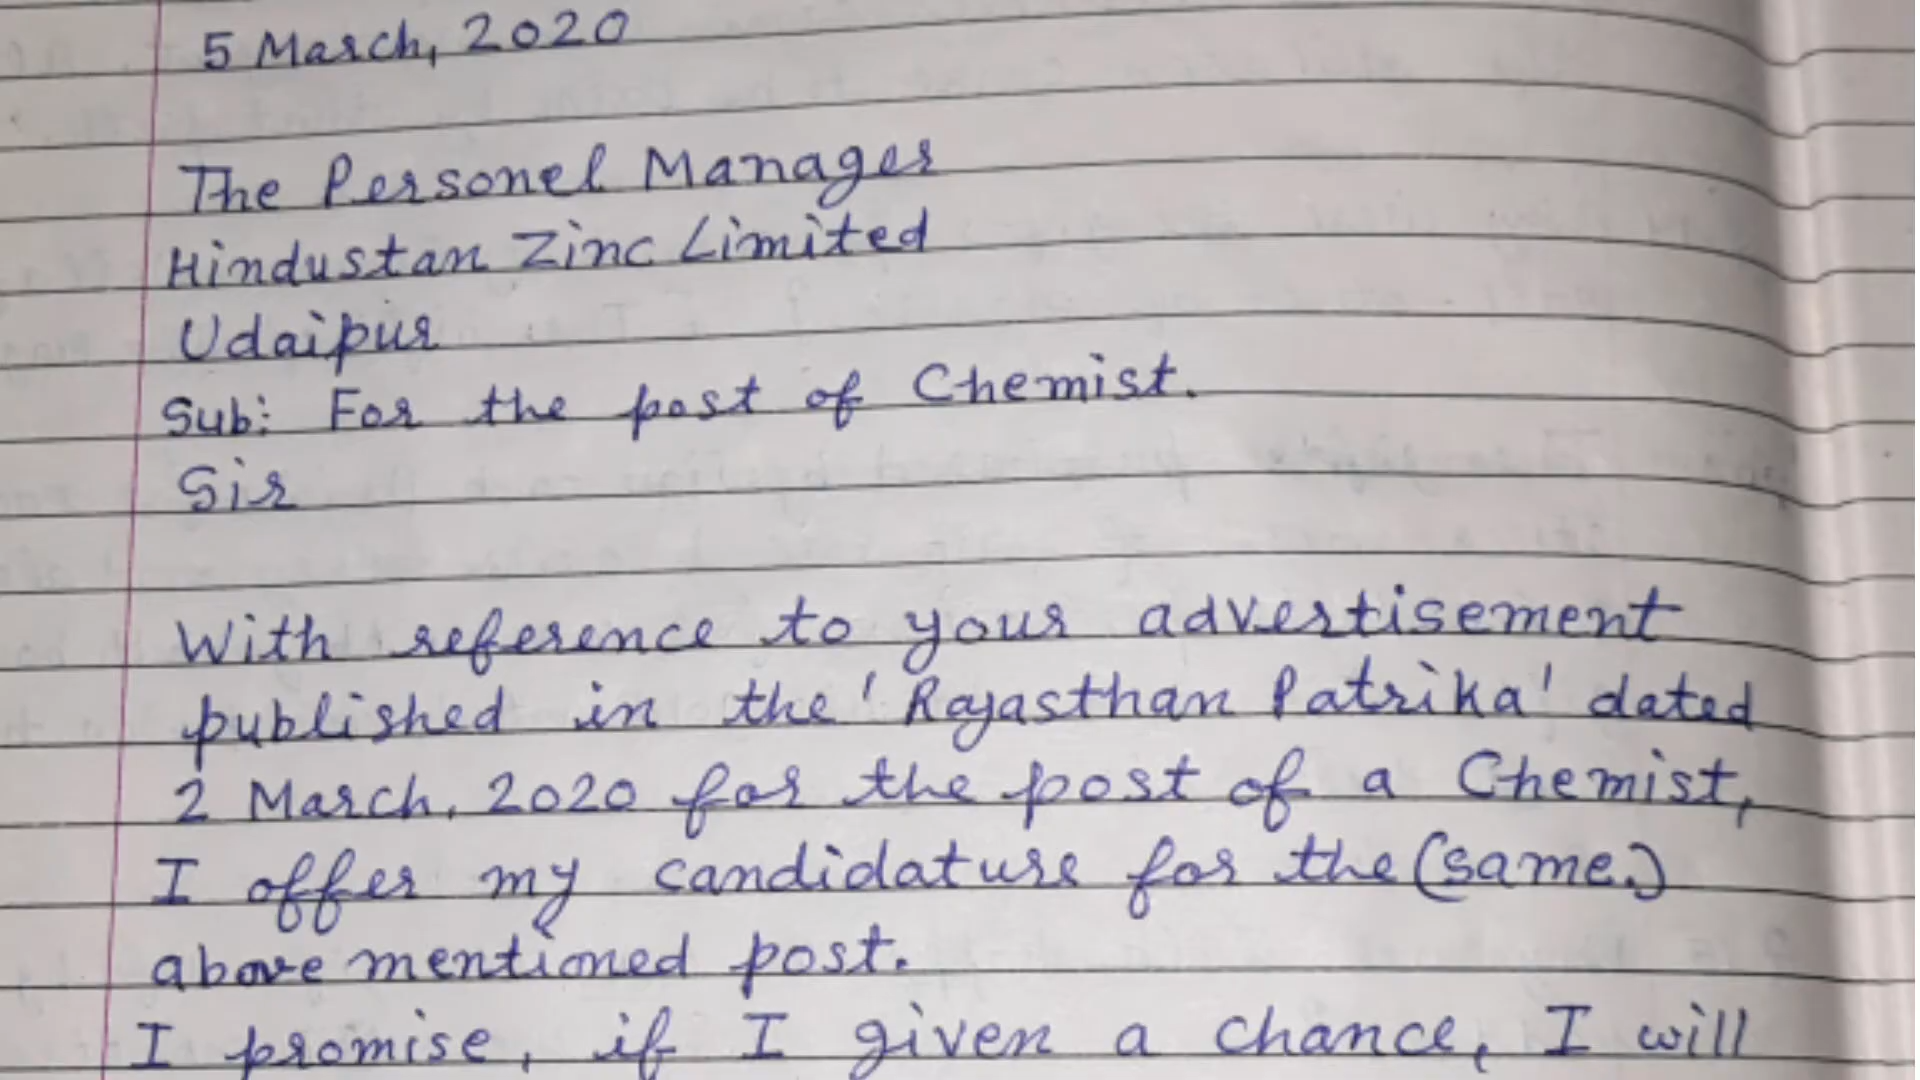 5 March, 2020
The Personel Manager
Hindustan Zinc Limited
Udaipur
Sub: For the post of Chemist.
Sir
With reference to your advertisement
published in the 'Rajasthan Patrika' dated
2 March, 2020 for the post of a Chemist,
I offer my candidature for the (same.)
above mentioned post.
I promise, if I given a chance, I will